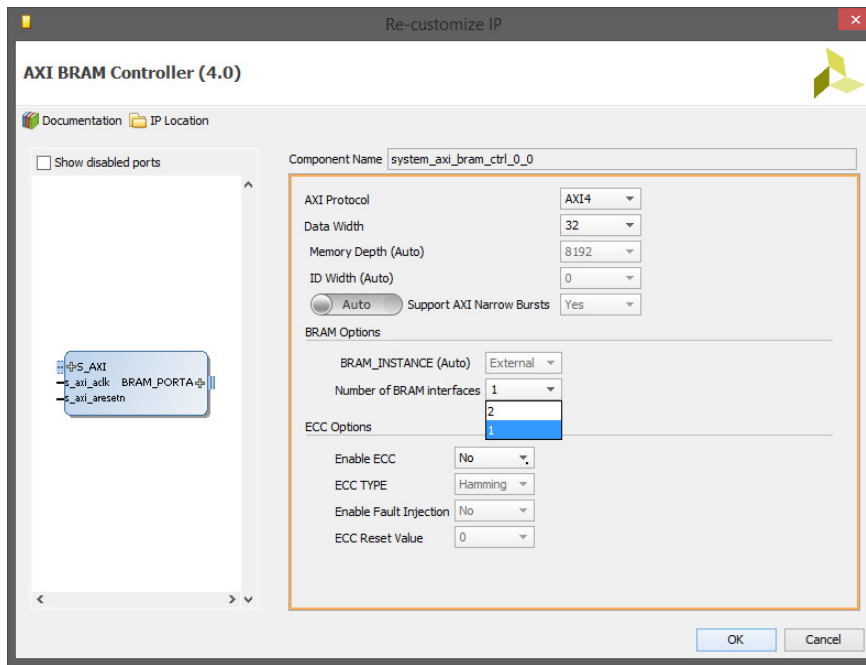 Re-customize IP
AXI BRAM Controller (4.0)
Documentation IP Location
Show disabled ports
S_AXI
s_axi_aclk BRAM_PORTA
s_axi_aresetn
Component Name system_axi_bram_ctrl_0_0
AXI Protocol AXI4
Data Width 32
Memory Depth (Auto) 8192
ID Width (Auto) 0
Auto Support AXI Narrow Bursts Yes
BRAM Options
BRAM_INSTANCE (Auto) External
Number of BRAM interfaces 1
2
1
ECC Options
Enable ECC No
ECC TYPE Hamming
Enable Fault Injection No
ECC Reset Value 0
OK Cancel